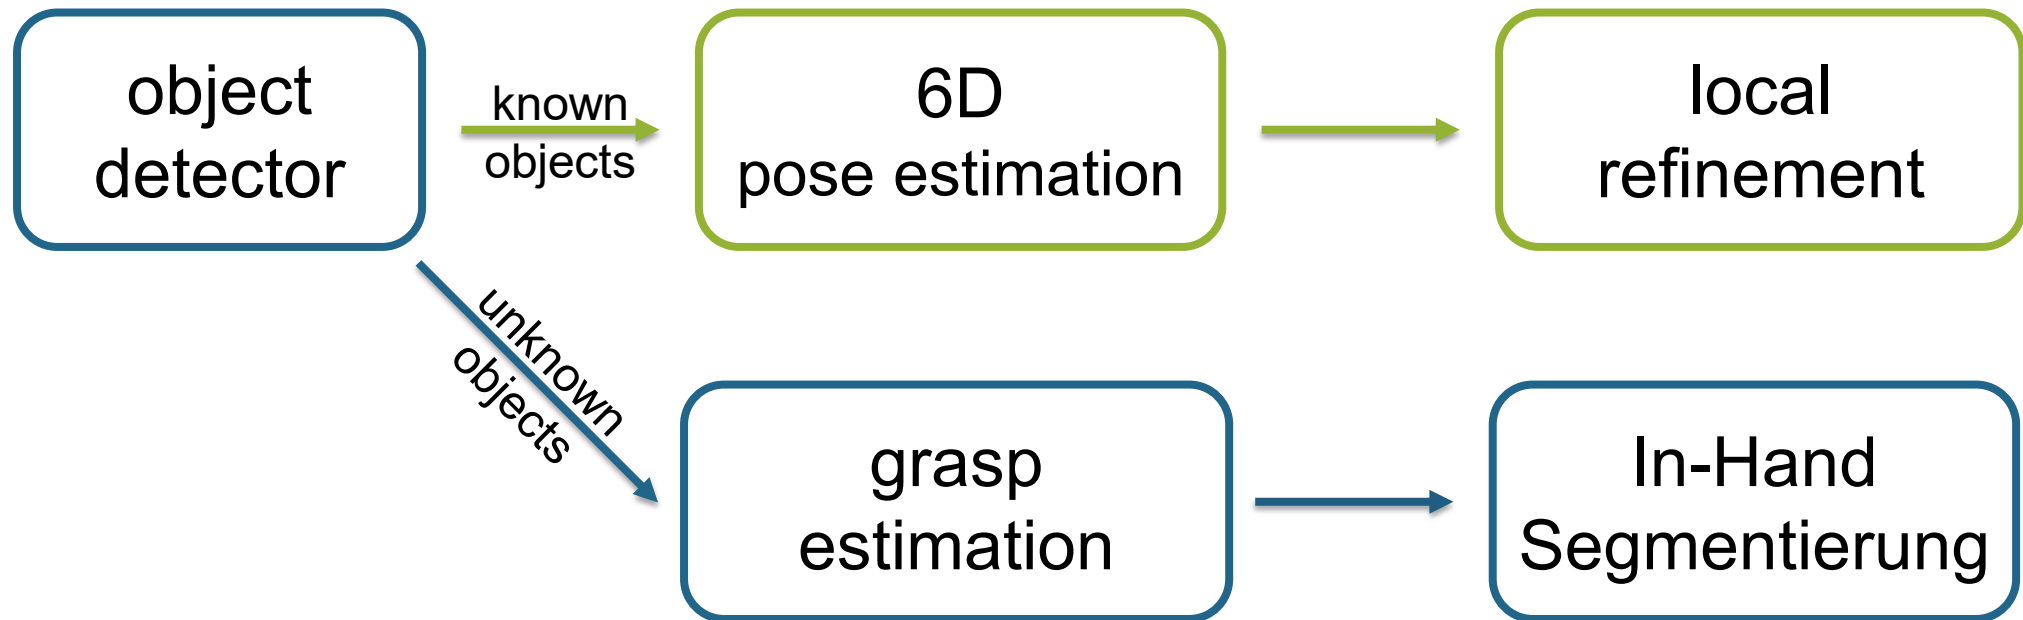 object
detector
known
objects
6D
pose estimation
local
refinement
unknown
objects
grasp
estimation
In-Hand
Segmentierung